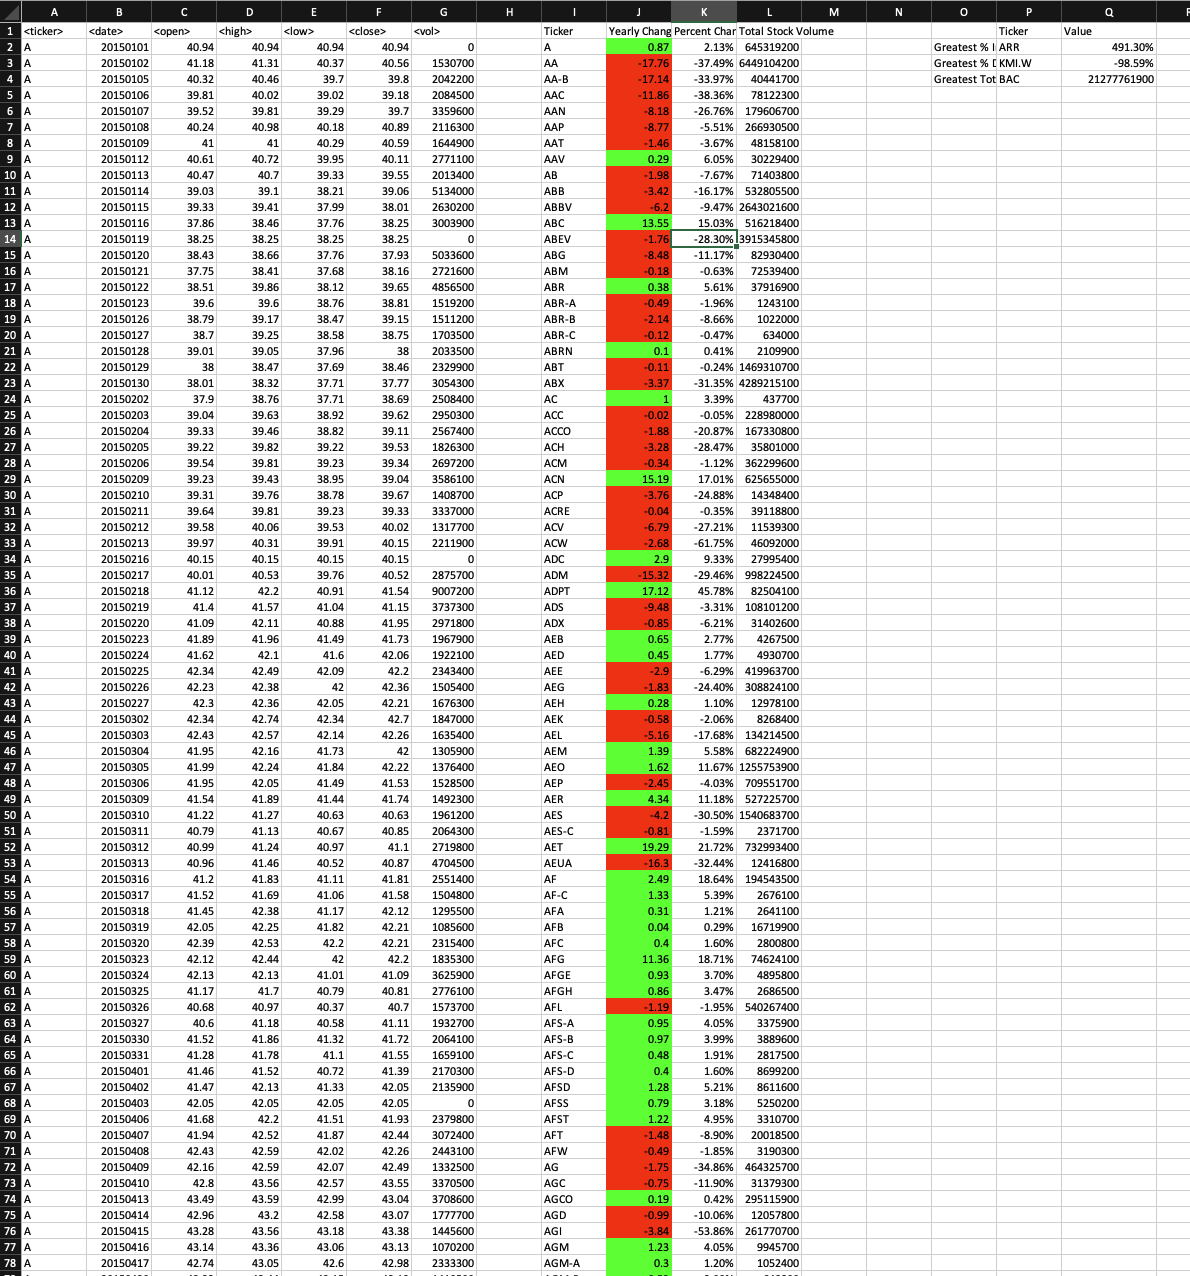 A B C D E F G H I J K L M N O P Q
1 <ticker> <date> <open> <high> <low> <close> <vol> Ticker Yearly Chang Percent Char Total Stock Volume Ticker Value
2 A 20150101 40.94 40.94 40.94 40.94 0 A 0.87 2.13% 645319200 Greatest % I ARR 491.30%
3 A 20150102 41.18 41.31 40.37 40.56 1530700 AA -17.76 -37.49% 6449104200 Greatest % D KMI.W -98.59%
4 A 20150105 40.32 40.46 39.7 39.8 2042200 AA-B -17.14 -33.97% 40441700 Greatest Tot BAC 21277761900
5 A 20150106 39.81 40.02 39.02 39.18 2084500 AAC -11.86 -38.36% 78122300
6 A 20150107 39.52 39.81 39.29 39.7 3359600 AAN -8.18 -26.76% 179606700
7 A 20150108 40.24 40.98 40.18 40.89 2116300 AAP -8.77 -5.51% 266930500
8 A 20150109 41 41 40.29 40.59 1644900 AAT -1.46 -3.67% 48158100
9 A 20150112 40.61 40.72 39.95 40.11 2771100 AAV 0.29 6.05% 30229400
10 A 20150113 40.47 40.7 39.33 39.55 2013400 AB -1.98 -7.67% 71403800
11 A 20150114 39.03 39.1 38.21 39.06 5134000 ABB -3.42 -16.17% 532805500
12 A 20150115 39.33 39.41 37.99 38.01 2630200 ABBV -6.2 -9.47% 2643021600
13 A 20150116 37.86 38.46 37.76 38.25 3003900 ABC 13.55 15.03% 516218400
14 A 20150119 38.25 38.25 38.25 38.25 0 ABEV -1.76 -28.30% 3915345800
15 A 20150120 38.43 38.66 37.76 37.93 5033600 ABG -8.48 -11.17% 82930400
16 A 20150121 37.75 38.41 37.68 38.16 2721600 ABM -0.18 -0.63% 72539400
17 A 20150122 38.51 39.86 38.12 39.65 4856500 ABR 0.38 5.61% 37916900
18 A 20150123 39.6 39.6 38.76 38.81 1519200 ABR-A -0.49 -1.96% 1243100
19 A 20150126 38.79 39.17 38.47 39.15 1511200 ABR-B -2.14 -8.66% 1022000
20 A 20150127 38.7 39.25 38.58 38.75 1703500 ABR-C -0.12 -0.47% 634000
21 A 20150128 39.01 39.05 37.96 38 2033500 ABRN 0.1 0.41% 2109900
22 A 20150129 38 38.47 37.69 38.46 2329900 ABT -0.11 -0.24% 1469310700
23 A 20150130 38.01 38.32 37.71 37.77 3054300 ABX -3.37 -31.35% 4289215100
24 A 20150202 37.9 38.76 37.71 38.69 2508400 AC 1 3.39% 437700
25 A 20150203 39.04 39.63 38.92 39.62 2950300 ACC -0.02 -0.05% 228980000
26 A 20150204 39.33 39.46 38.82 39.11 2567400 ACCO -1.88 -20.87% 167330800
27 A 20150205 39.22 39.82 39.22 39.53 1826300 ACH -3.28 -28.47% 35801000
28 A 20150206 39.54 39.81 39.23 39.34 2697200 ACM -0.34 -1.12% 362299600
29 A 20150209 39.23 39.43 38.95 39.04 3586100 ACN 15.19 17.01% 625655000
30 A 20150210 39.31 39.76 38.78 39.67 1408700 ACP -3.76 -24.88% 14348400
31 A 20150211 39.64 39.81 39.23 39.33 3337000 ACRE -0.04 -0.35% 39118800
32 A 20150212 39.58 40.06 39.53 40.02 1317700 ACV -6.79 -27.21% 11539300
33 A 20150213 39.97 40.31 39.91 40.15 2211900 ACW -2.68 -61.75% 46092000
34 A 20150216 40.15 40.15 40.15 40.15 0 ADC 2.9 9.33% 27995400
35 A 20150217 40.01 40.53 39.76 40.52 2875700 ADM -15.32 -29.46% 998224500
36 A 20150218 41.12 42.2 40.91 41.54 9007200 ADPT 17.12 45.78% 82504100
37 A 20150219 41.4 41.57 41.04 41.15 3737300 ADS -9.48 -3.31% 108101200
38 A 20150220 41.09 42.11 40.88 41.95 2971800 ADX -0.85 -6.21% 31402600
39 A 20150223 41.89 41.96 41.49 41.73 1967900 AEB 0.65 2.77% 4267500
40 A 20150224 41.62 42.1 41.6 42.06 1922100 AED 0.45 1.77% 4930700
41 A 20150225 42.34 42.49 42.09 42.2 2343400 AEE -2.9 -6.29% 419963700
42 A 20150226 42.23 42.38 42 42.36 1505400 AEG -1.83 -24.40% 308824100
43 A 20150227 42.3 42.36 42.05 42.21 1676300 AEH 0.28 1.10% 12978100
44 A 20150302 42.34 42.74 42.34 42.7 1847000 AEK -0.58 -2.06% 8268400
45 A 20150303 42.43 42.57 42.14 42.26 1635400 AEL -5.16 -17.68% 134214500
46 A 20150304 41.95 42.16 41.73 42 1305900 AEM 1.39 5.58% 682224900
47 A 20150305 41.99 42.24 41.84 42.22 1376400 AEO 1.62 11.67% 1255753900
48 A 20150306 41.95 42.05 41.49 41.53 1528500 AEP -2.45 -4.03% 709551700
49 A 20150309 41.54 41.89 41.44 41.74 1492300 AER 4.34 11.18% 527225700
50 A 20150310 41.22 41.27 40.63 40.63 1961200 AES -4.2 -30.50% 1540683700
51 A 20150311 40.79 41.13 40.67 40.85 2064300 AES-C -0.81 -1.59% 2371700
52 A 20150312 40.99 41.24 40.97 41.1 2719800 AET 19.29 21.72% 732993400
53 A 20150313 40.96 41.46 40.52 40.87 4704500 AEUA -16.3 -32.44% 12416800
54 A 20150316 41.2 41.83 41.11 41.81 2551400 AF 2.49 18.64% 194543500
55 A 20150317 41.52 41.69 41.06 41.58 1504800 AF-C 1.33 5.39% 2676100
56 A 20150318 41.45 42.38 41.17 42.12 1295500 AFA 0.31 1.21% 2641100
57 A 20150319 42.05 42.25 41.82 42.21 1085600 AFB 0.04 0.29% 16719900
58 A 20150320 42.39 42.53 42.2 42.21 2315400 AFC 0.4 1.60% 2800800
59 A 20150323 42.12 42.44 42 42.2 1835300 AFG 11.36 18.71% 74624100
60 A 20150324 42.13 42.13 41.01 41.09 3625900 AFGE 0.93 3.70% 4895800
61 A 20150325 41.17 41.7 40.79 40.81 2776100 AFGH 0.86 3.47% 2686500
62 A 20150326 40.68 40.97 40.37 40.7 1573700 AFL -1.19 -1.95% 540267400
63 A 20150327 40.6 41.18 40.58 41.11 1932700 AFS-A 0.95 4.05% 3375900
64 A 20150330 41.52 41.86 41.32 41.72 2064100 AFS-B 0.97 3.99% 3889600
65 A 20150331 41.28 41.78 41.1 41.55 1659100 AFS-C 0.48 1.91% 2817500
66 A 20150401 41.46 41.52 40.72 41.39 2170300 AFS-D 0.4 1.60% 8699200
67 A 20150402 41.47 42.13 41.33 42.05 2135900 AFSD 1.28 5.21% 8611600
68 A 20150403 42.05 42.05 42.05 42.05 0 AFSS 0.79 3.18% 5250200
69 A 20150406 41.68 42.2 41.51 41.93 2379800 AFST 1.22 4.95% 3310700
70 A 20150407 41.94 42.52 41.87 42.44 3072400 AFT -1.48 -8.90% 20018500
71 A 20150408 42.43 42.59 42.02 42.26 2443100 AFW -0.49 -1.85% 3190300
72 A 20150409 42.16 42.59 42.07 42.49 1332500 AG -1.75 -34.86% 464325700
73 A 20150410 42.8 43.56 42.57 43.55 3370500 AGC -0.75 -11.90% 31379300
74 A 20150413 43.49 43.59 42.99 43.04 3708600 AGCO 0.19 0.42% 295115900
75 A 20150414 42.96 43.2 42.58 43.07 1777700 AGD -0.99 -10.06% 12057800
76 A 20150415 43.28 43.56 43.18 43.38 1445600 AGI -3.84 -53.86% 261770700
77 A 20150416 43.14 43.36 43.06 43.13 1070200 AGM 1.23 4.05% 9945700
78 A 20150417 42.74 43.05 42.6 42.98 2333300 AGM-A 0.3 1.20% 1052400